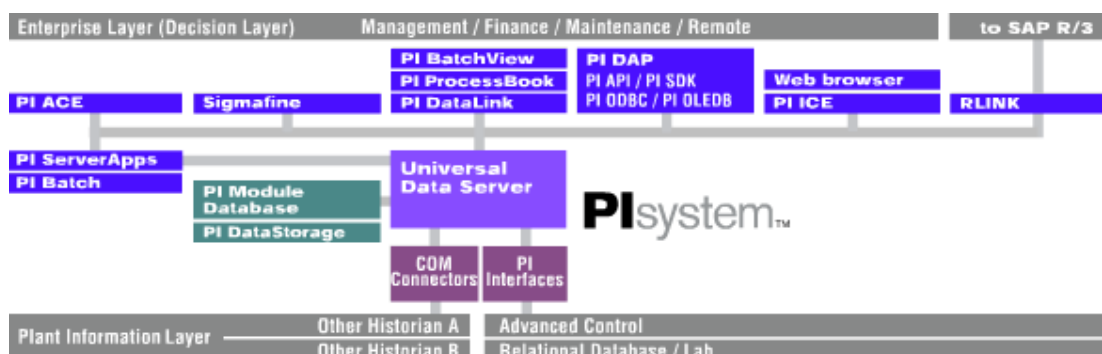 Enterprise Layer (Decision Layer) Management / Finance / Maintenance / Remote to SAP R/3
PI BatchView
PI ProcessBook
PI DataLink
PI DAP
PI API / PI SDK
PI ODBC / PI OLEDB
Web browser
PI ICE
PI ACE
Sigmafine
RLINK
PI ServerApps
PI Batch
Universal
Data Server
PI Module
Database
PI DataStorage
PIsystem™
COM
Connectors
PI
Interfaces
Plant Information Layer
Other Historian A
Other Historian B
Advanced Control
Relational Database / Lab